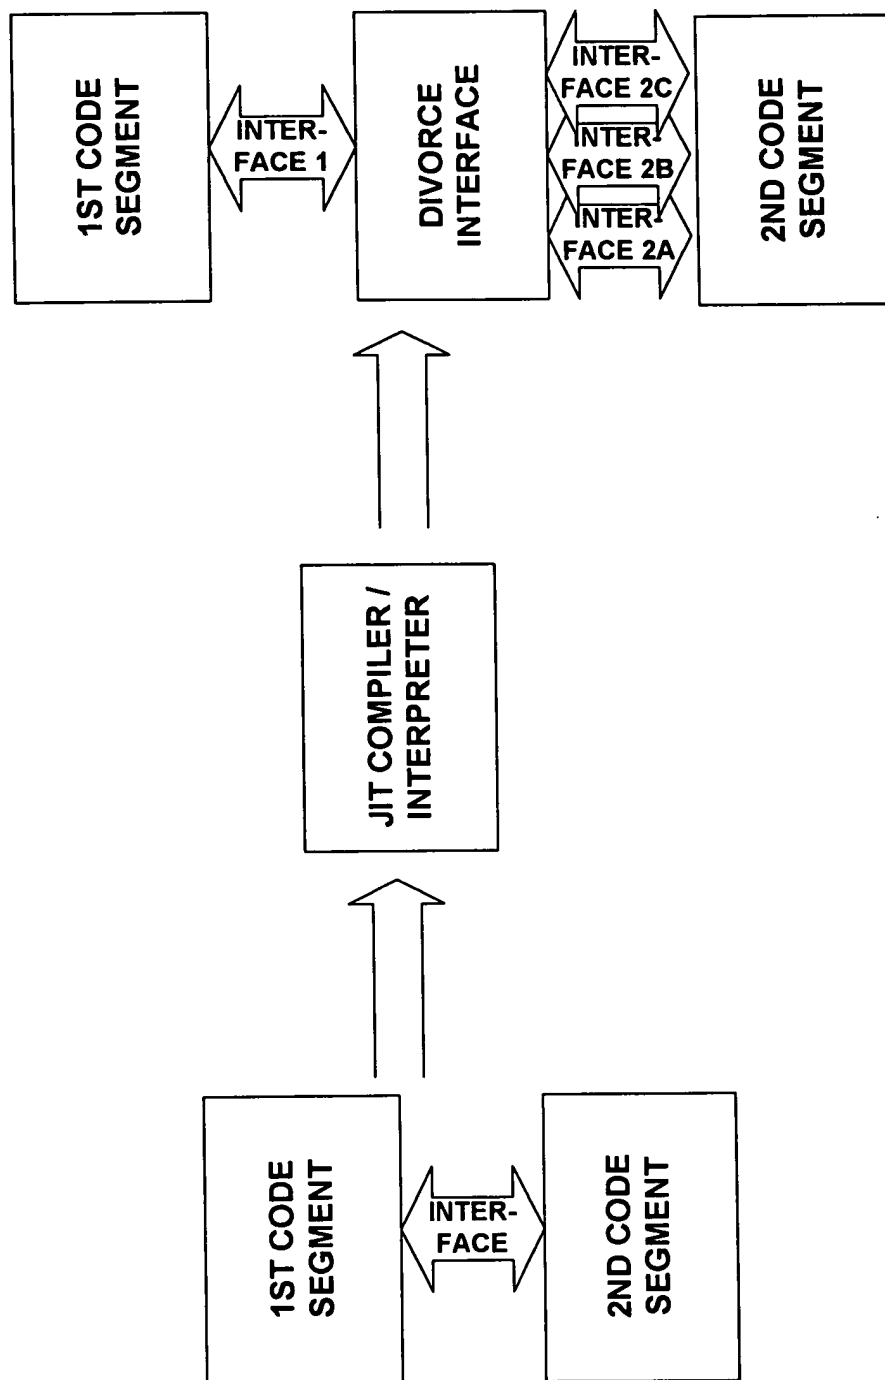 1ST CODE
SEGMENT
INTER-
FACE 1
DIVORCE
INTERFACE
INTER-
FACE 2C
INTER-
FACE 2B
INTER-
FACE 2A
2ND CODE
SEGMENT
JIT COMPILER /
INTERPRETER
1ST CODE
SEGMENT
INTER-
FACE
2ND CODE
SEGMENT